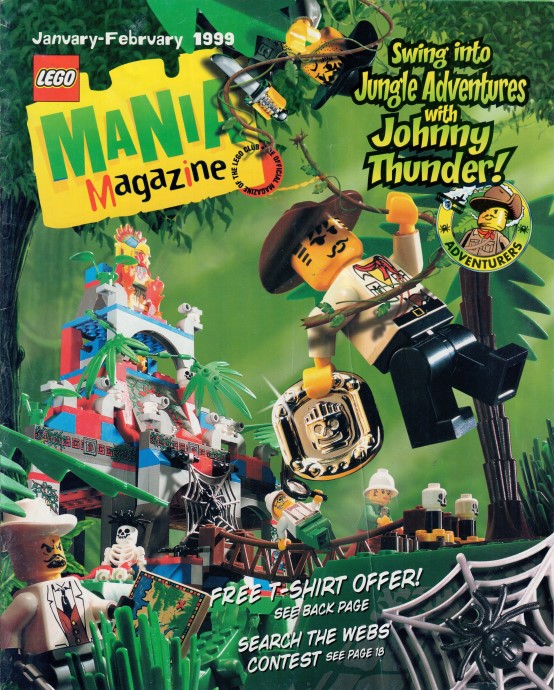 January-February 1999
LEGO
MANIA
Magazine
THE OFFICIAL MAGAZINE OF THE LEGO CLUB
Swing into
Jungle Adventures
with
Johnny
Thunder!
ADVENTURERS
FREE T-SHIRT OFFER!
SEE BACK PAGE
SEARCH THE WEBS
CONTEST SEE PAGE 18